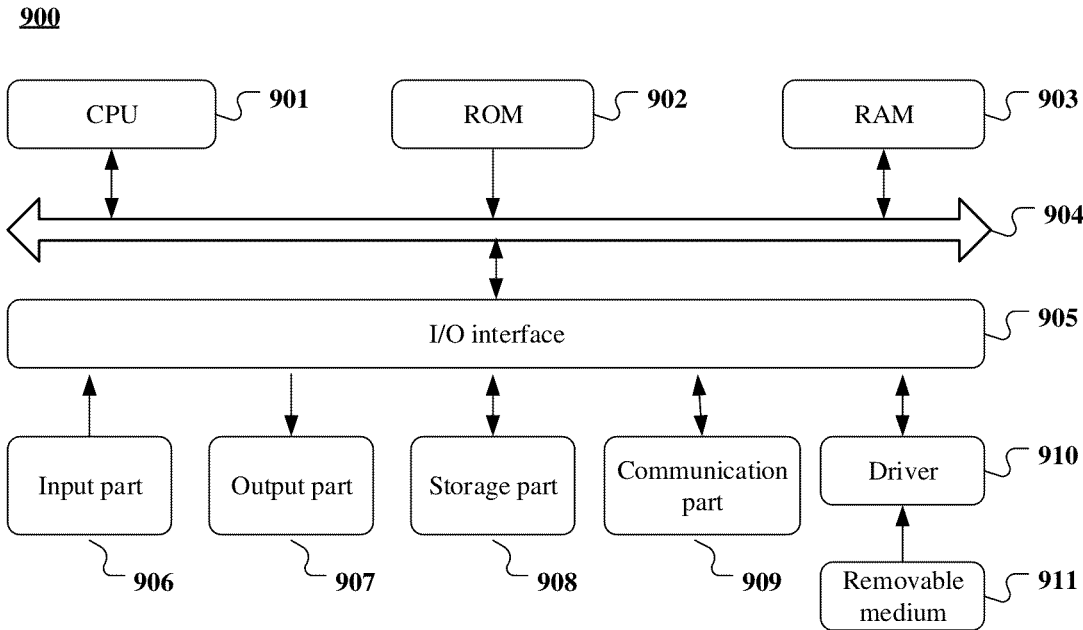 900
CPU
901
ROM
902
RAM
903
904
I/O interface
905
Input part
906
Output part
907
Storage part
908
Communication
part
909
Driver
910
Removable
medium
911